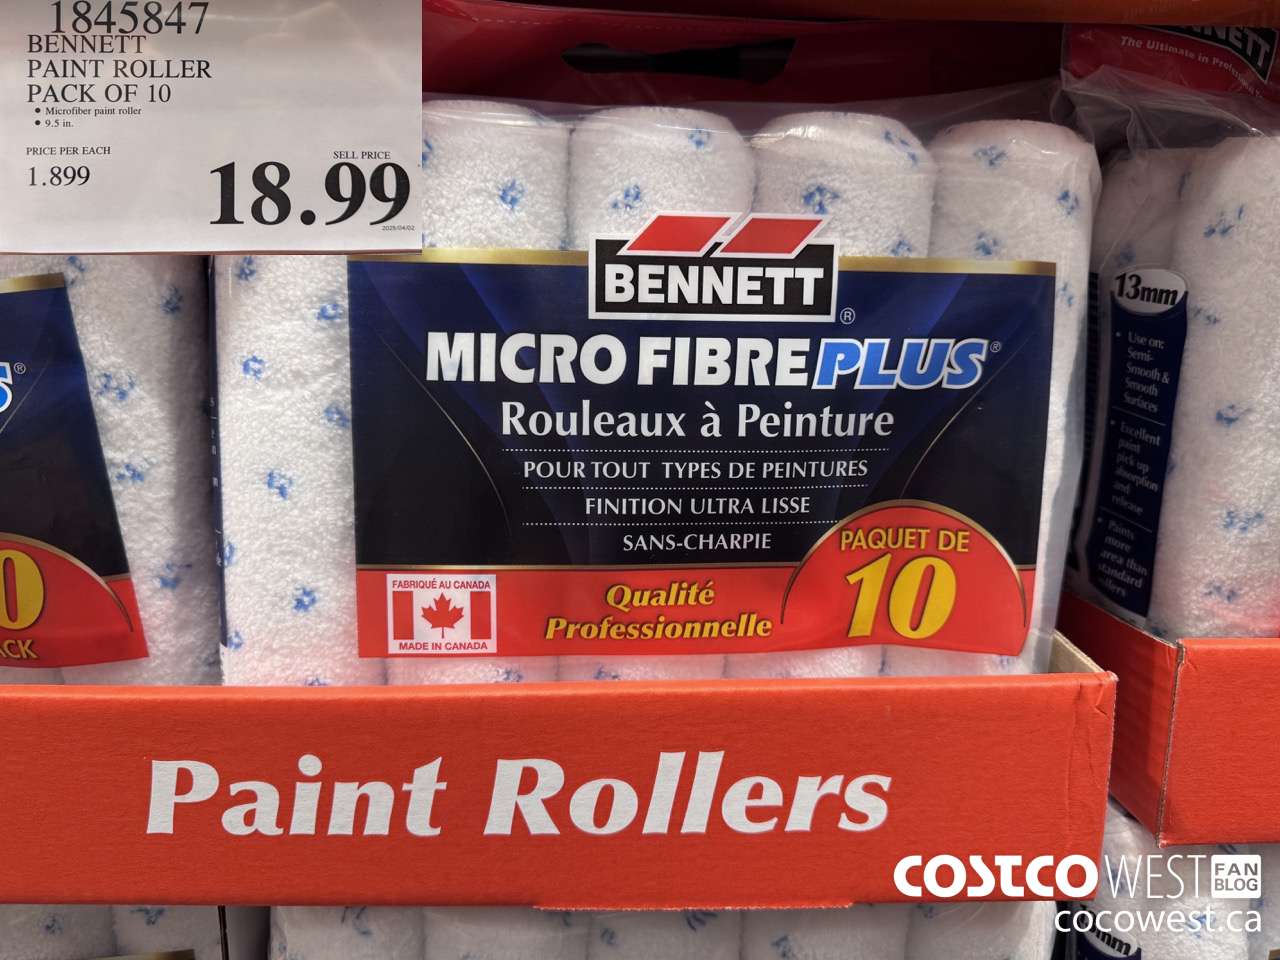 1845847
BENNETT
PAINT ROLLER
PACK OF 10
• Microfiber paint roller
• 9.5 in.
PRICE PER EACH
1.899
SELL PRICE
18.99
2025/04/02
BENNETT
The Ultimate in
BENNETT®
MICRO FIBRE PLUS®
Rouleaux à Peinture
POUR TOUT TYPES DE PEINTURES
FINITION ULTRA LISSE
SANS-CHARPIE
PAQUET DE
10
FABRIQUÉ AU CANADA
MADE IN CANADA
Qualité
Professionnelle
S®
0
ACK
13mm
• Use on:
Semi-
Smooth &
Smooth
Surfaces
• Excellent
paint
pick up
absorption
and
release
• Paints
more
area than
standard
rollers
Paint Rollers
COSTCO WEST FAN BLOG
cocowest.ca
mm